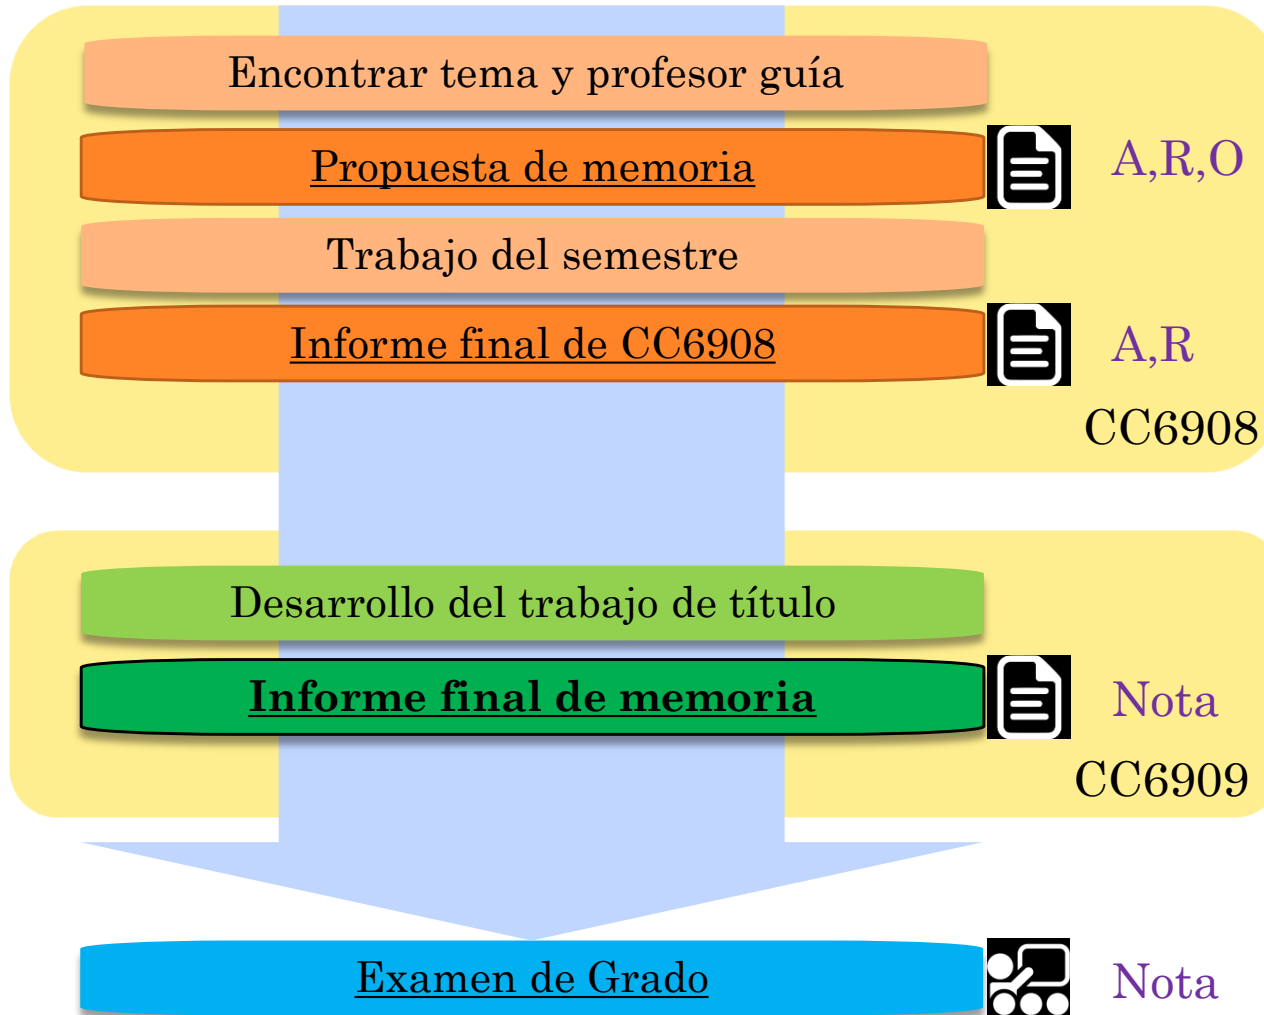 Encontrar tema y profesor guía
Propuesta de memoria
A,R,O
Trabajo del semestre
Informe final de CC6908
A,R
CC6908
Desarrollo del trabajo de título
Informe final de memoria
Nota
CC6909
Examen de Grado
Nota